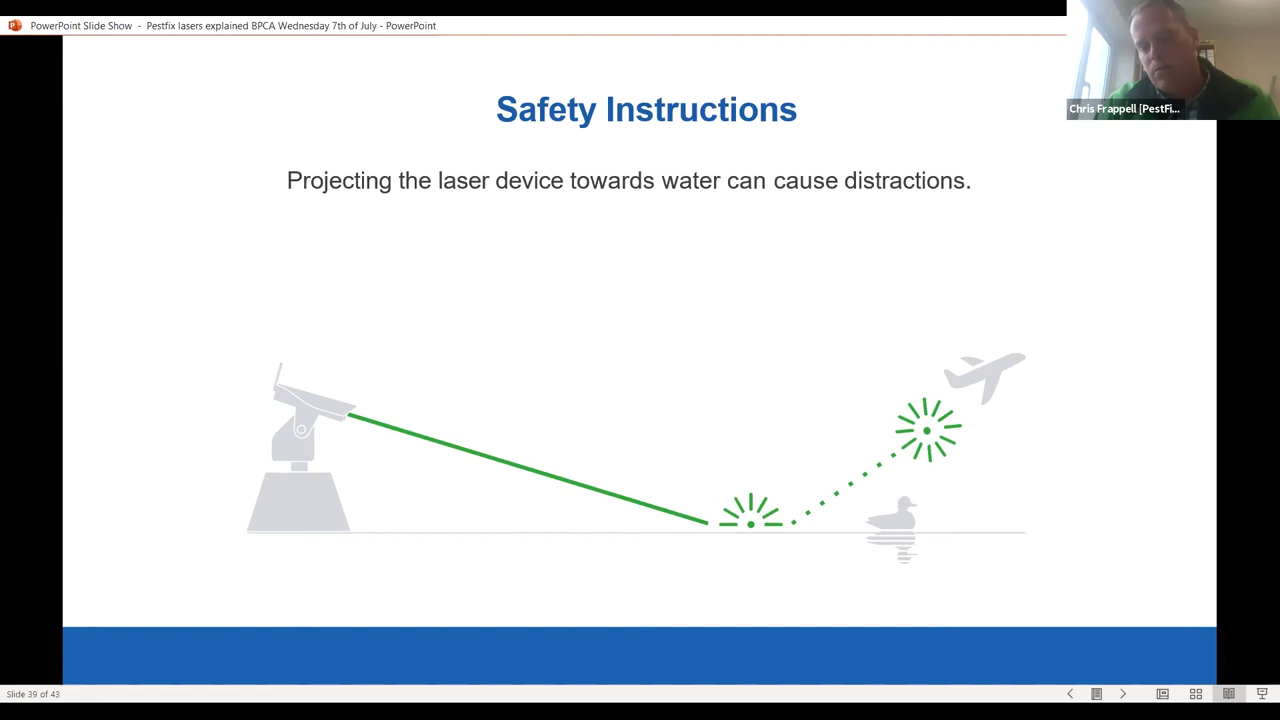 PowerPoint Slide Show - Pestfix lasers explained BPCA Wednesday 7th of July - PowerPoint
Chris Frappell [PestFi...
Safety Instructions
Projecting the laser device towards water can cause distractions.
Slide 39 of 43